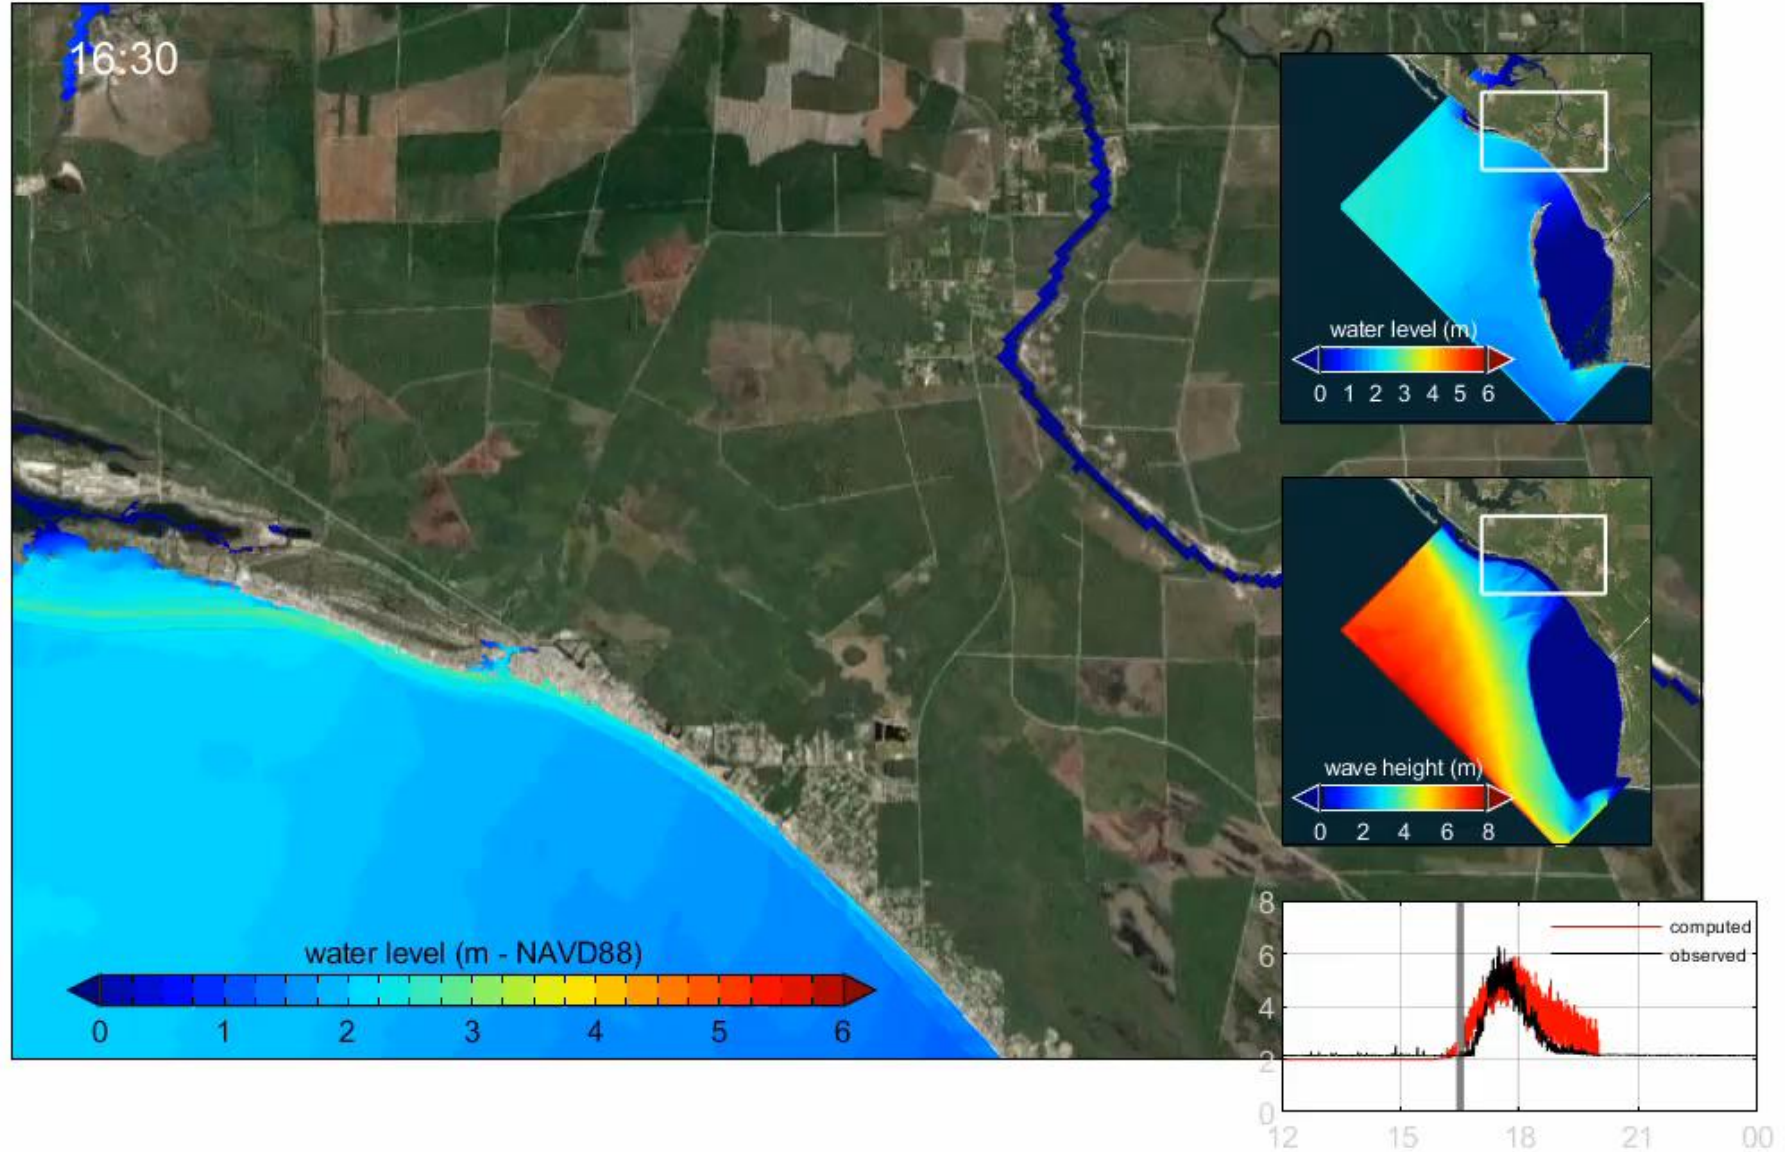 16:30
water level (m)
0 1 2 3 4 5 6
wave height (m)
0 2 4 6 8
water level (m - NAVD88)
0 1 2 3 4 5 6
8
6
4
2
0
computed
observed
12 15 18 21 00